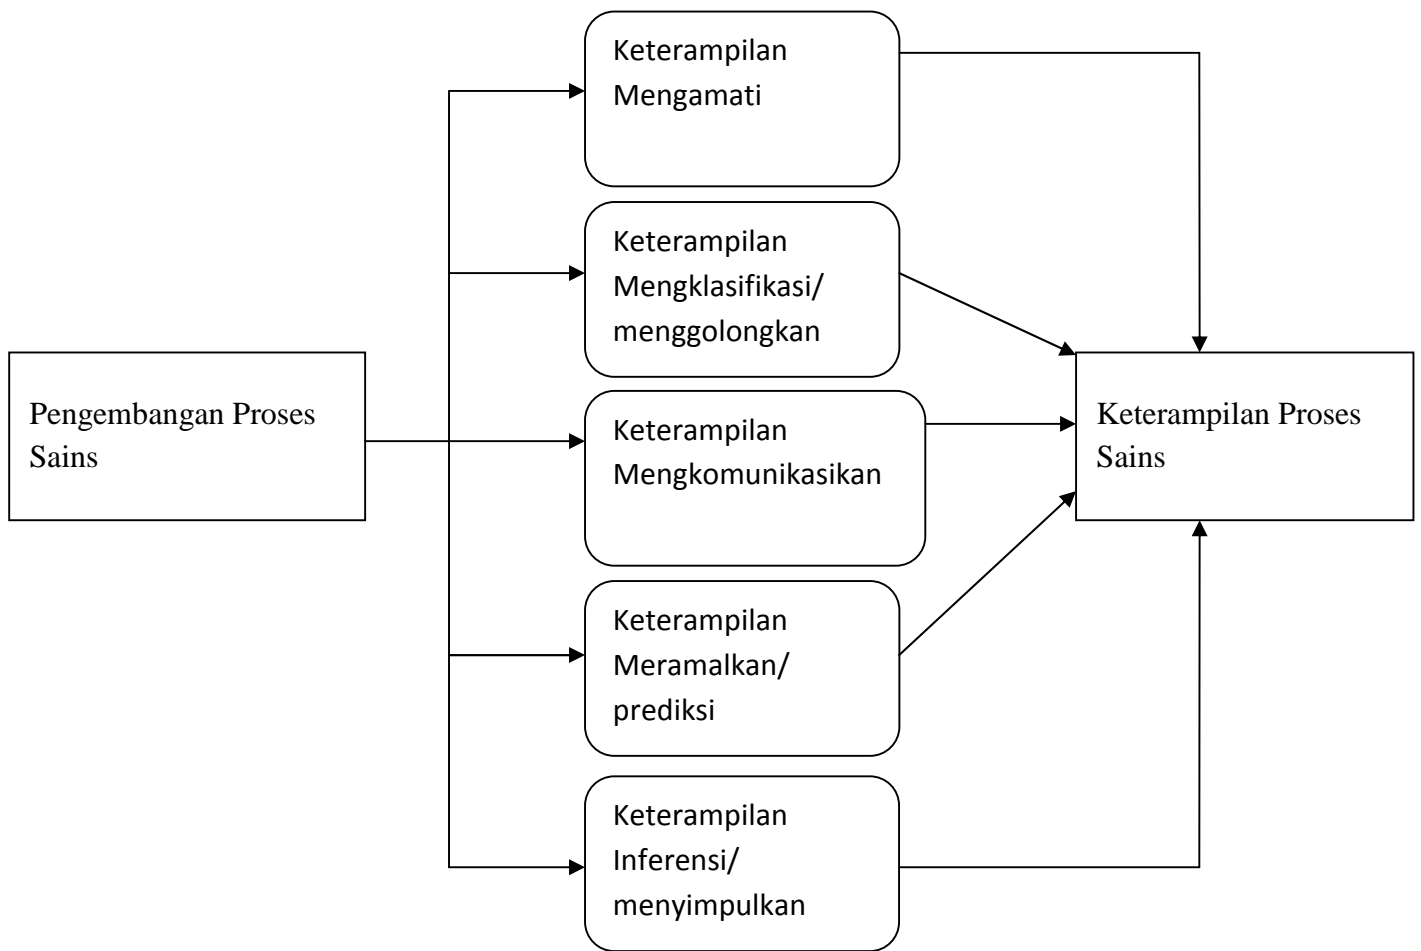 Keterampilan
Mengamati
Keterampilan
Mengklasifikasi/
menggolongkan
Pengembangan Proses
Sains
Keterampilan
Mengkomunikasikan
Keterampilan Proses
Sains
Keterampilan
Meramalkan/
prediksi
Keterampilan
Inferensi/
menyimpulkan